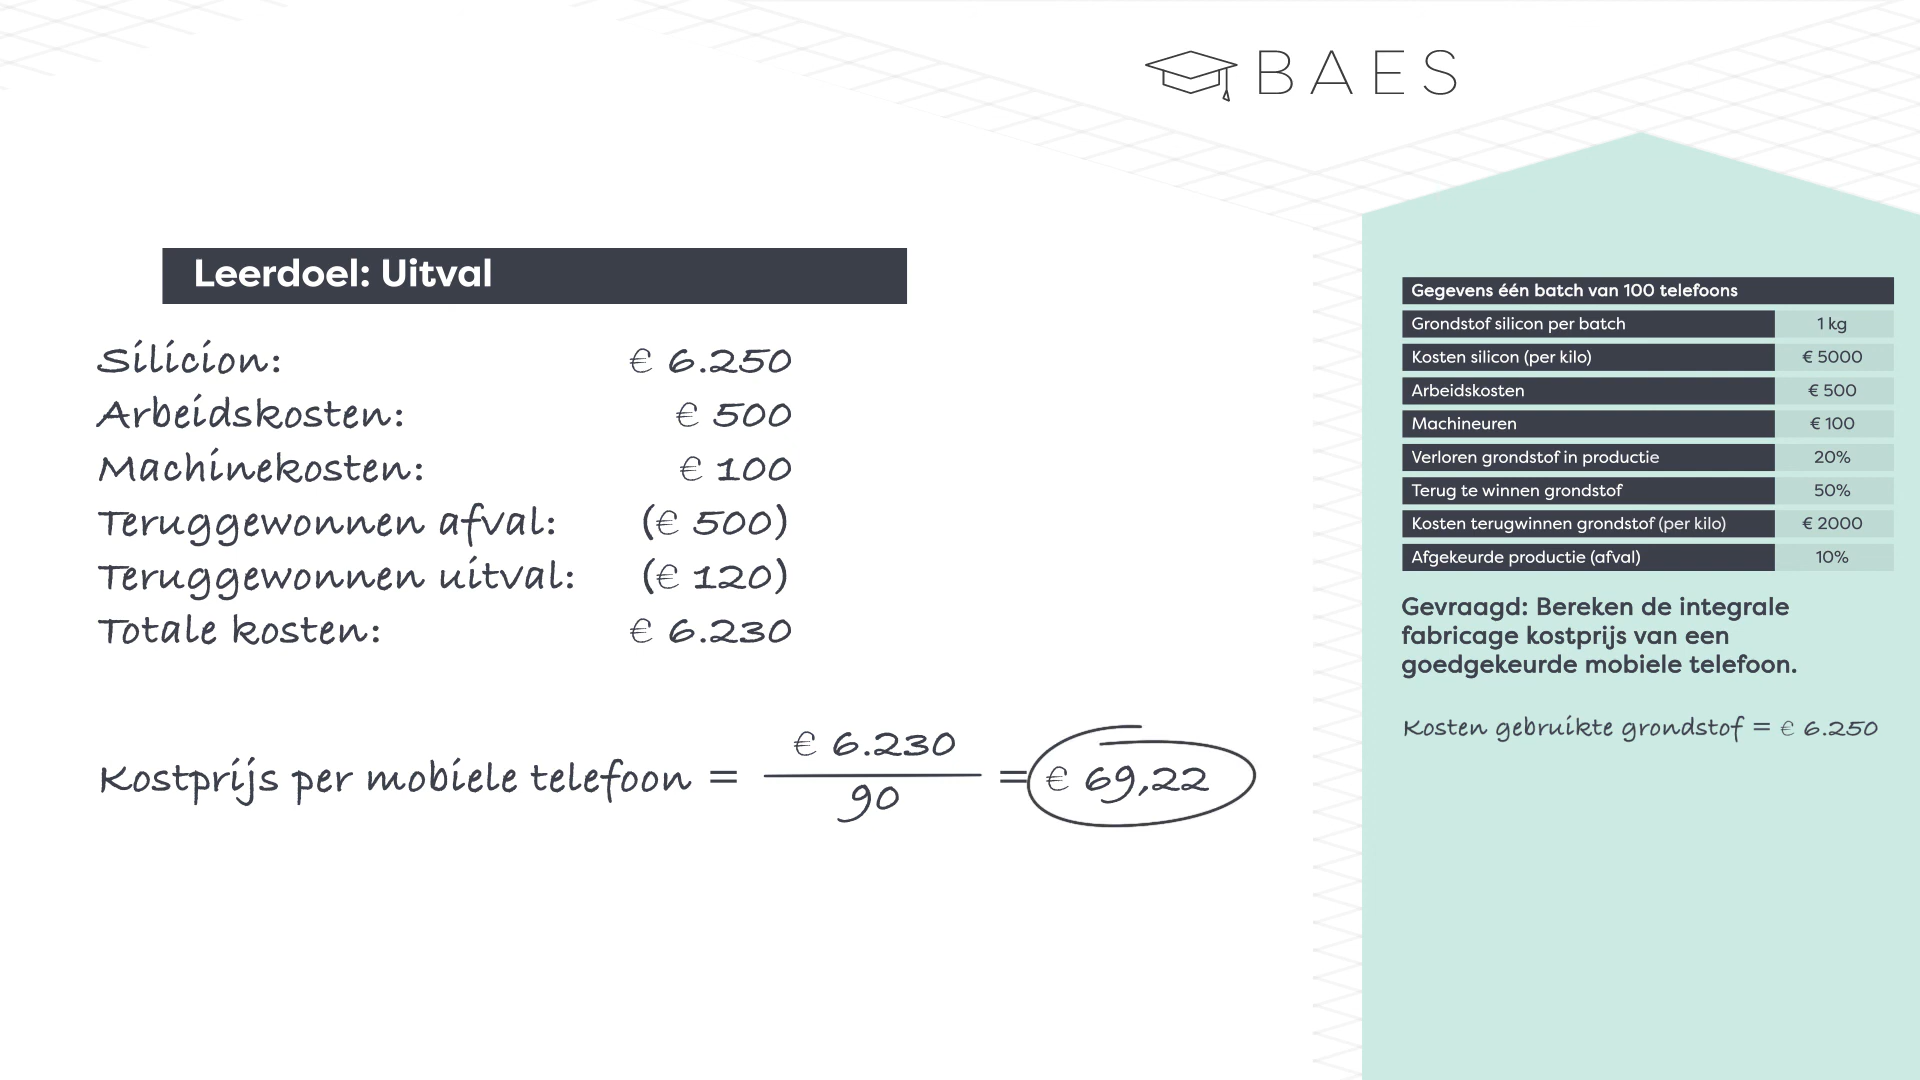 BAES
Leerdoel: Uitval
Silicion: € 6.250
Arbeidskosten: € 500
Machinekosten: € 100
Teruggewonnen afval: (€ 500)
Teruggewonnen uitval: (€ 120)
Totale kosten: € 6.230
Kostprijs per mobiele telefoon = € 6.230 / 90 = € 69,22
Gegevens één batch van 100 telefoons
Grondstof silicon per batch 1 kg
Kosten silicon (per kilo) € 5000
Arbeidskosten € 500
Machineuren € 100
Verloren grondstof in productie 20%
Terug te winnen grondstof 50%
Kosten terugwinnen grondstof (per kilo) € 2000
Afgekeurde productie (afval) 10%
Gevraagd: Bereken de integrale
fabricage kostprijs van een
goedgekeurde mobiele telefoon.
Kosten gebruikte grondstof = € 6.250